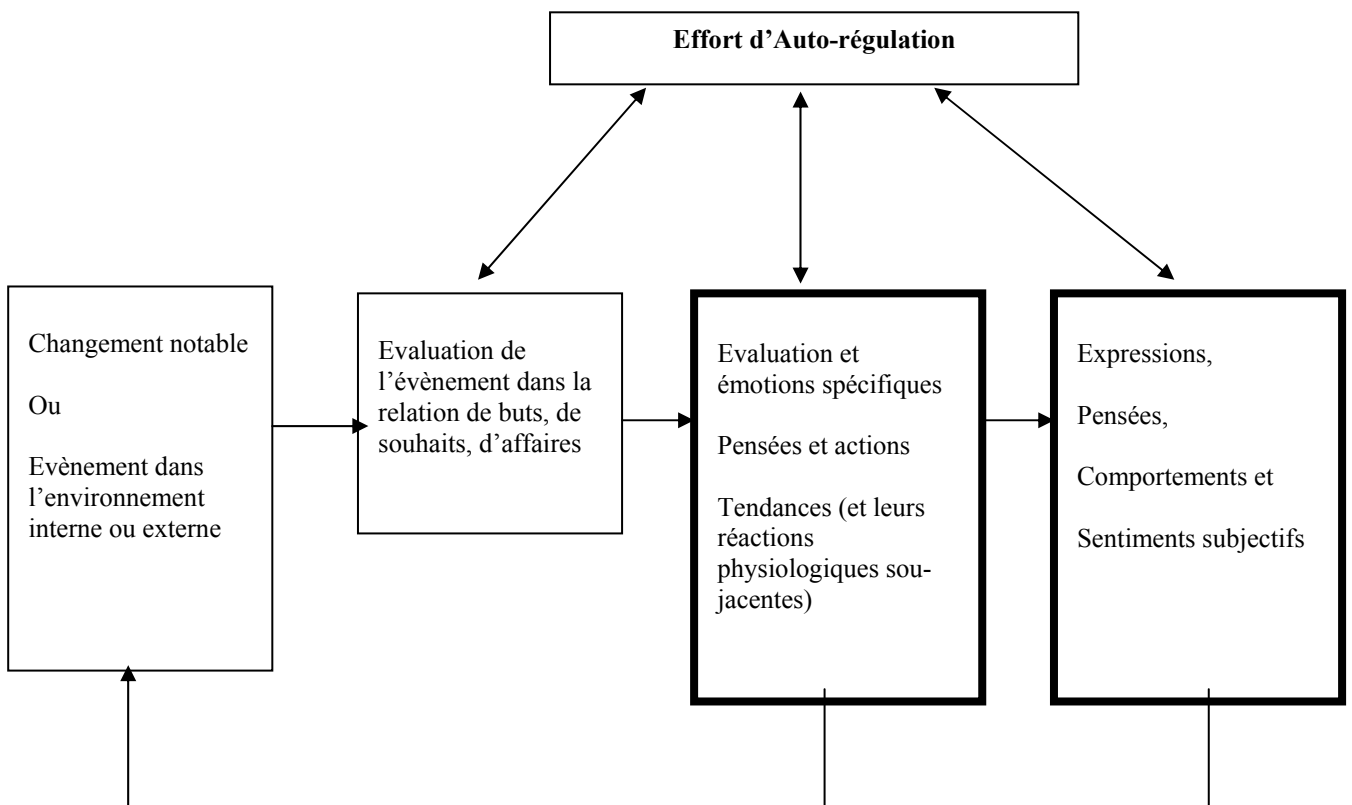 Effort d’Auto-régulation
Changement notable
Ou
Evènement dans
l’environnement
interne ou externe
Evaluation de
l’évènement dans la
relation de buts, de
souhaits, d’affaires
Evaluation et
émotions spécifiques
Pensées et actions
Tendances (et leurs
réactions
physiologiques sou-
jacentes)
Expressions,
Pensées,
Comportements et
Sentiments subjectifs